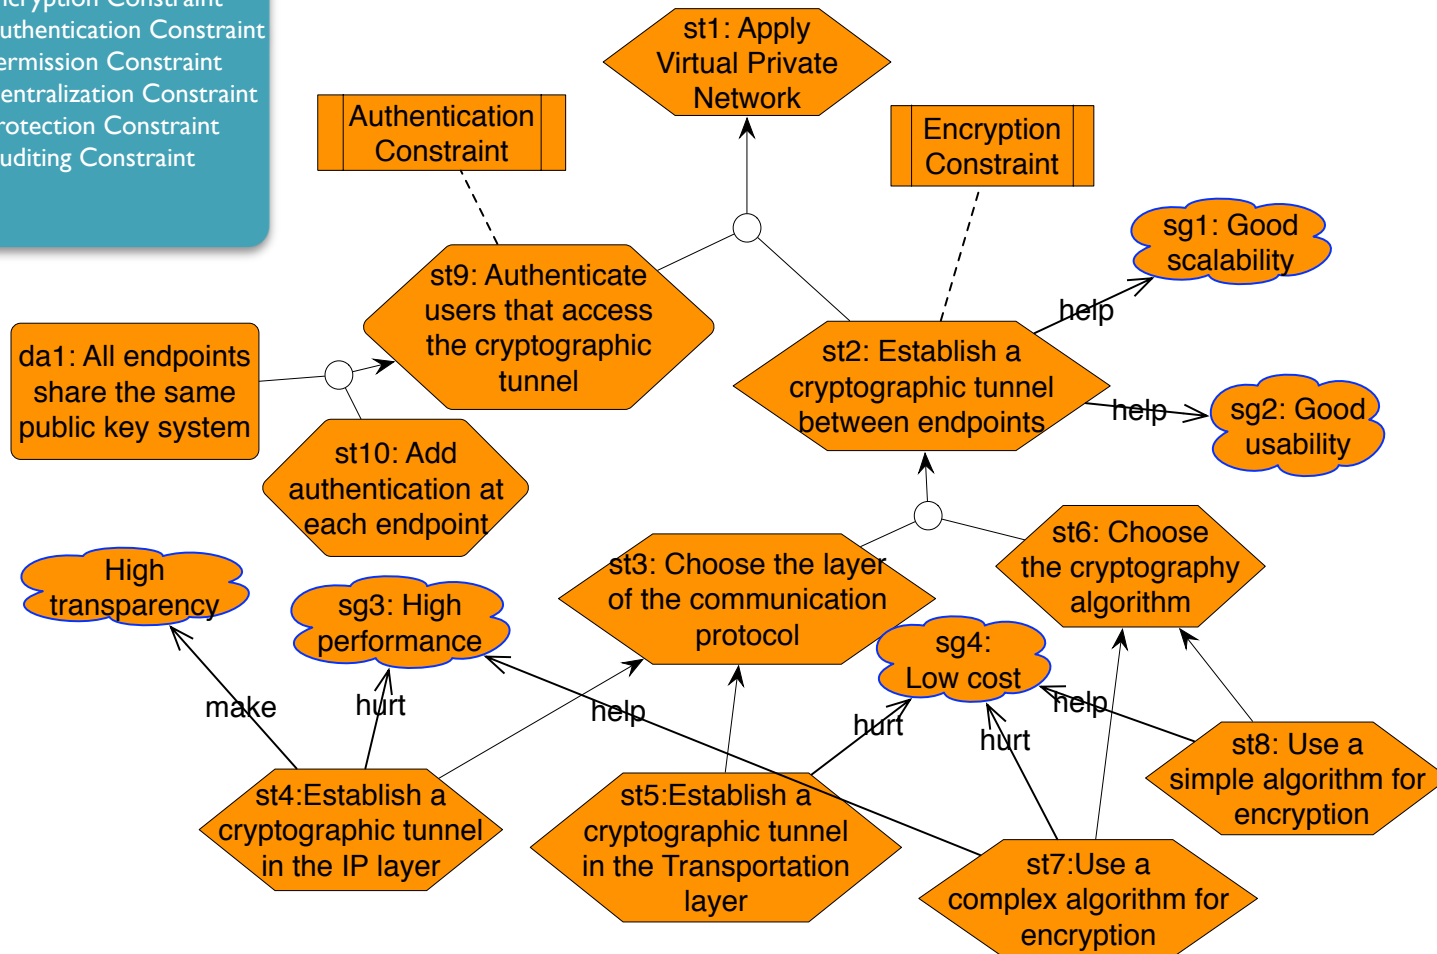 ncryption Constraint
uthentication Constraint
ermission Constraint
entralization Constraint
rotection Constraint
uditing Constraint
st1: Apply
Virtual Private
Network
Authentication
Constraint
Encryption
Constraint
sg1: Good
scalability
help
st9: Authenticate
users that access
the cryptographic
tunnel
da1: All endpoints
share the same
public key system
st2: Establish a
cryptographic tunnel
between endpoints
help
sg2: Good
usability
st10: Add
authentication at
each endpoint
High
transparency
sg3: High
performance
st3: Choose the layer
of the communication
protocol
st6: Choose
the cryptography
algorithm
sg4:
Low cost
make
hurt
help
hurt
hurt
help
st4:Establish a
cryptographic tunnel
in the IP layer
st5:Establish a
cryptographic tunnel
in the Transportation
layer
st8: Use a
simple algorithm for
encryption
st7:Use a
complex algorithm for
encryption